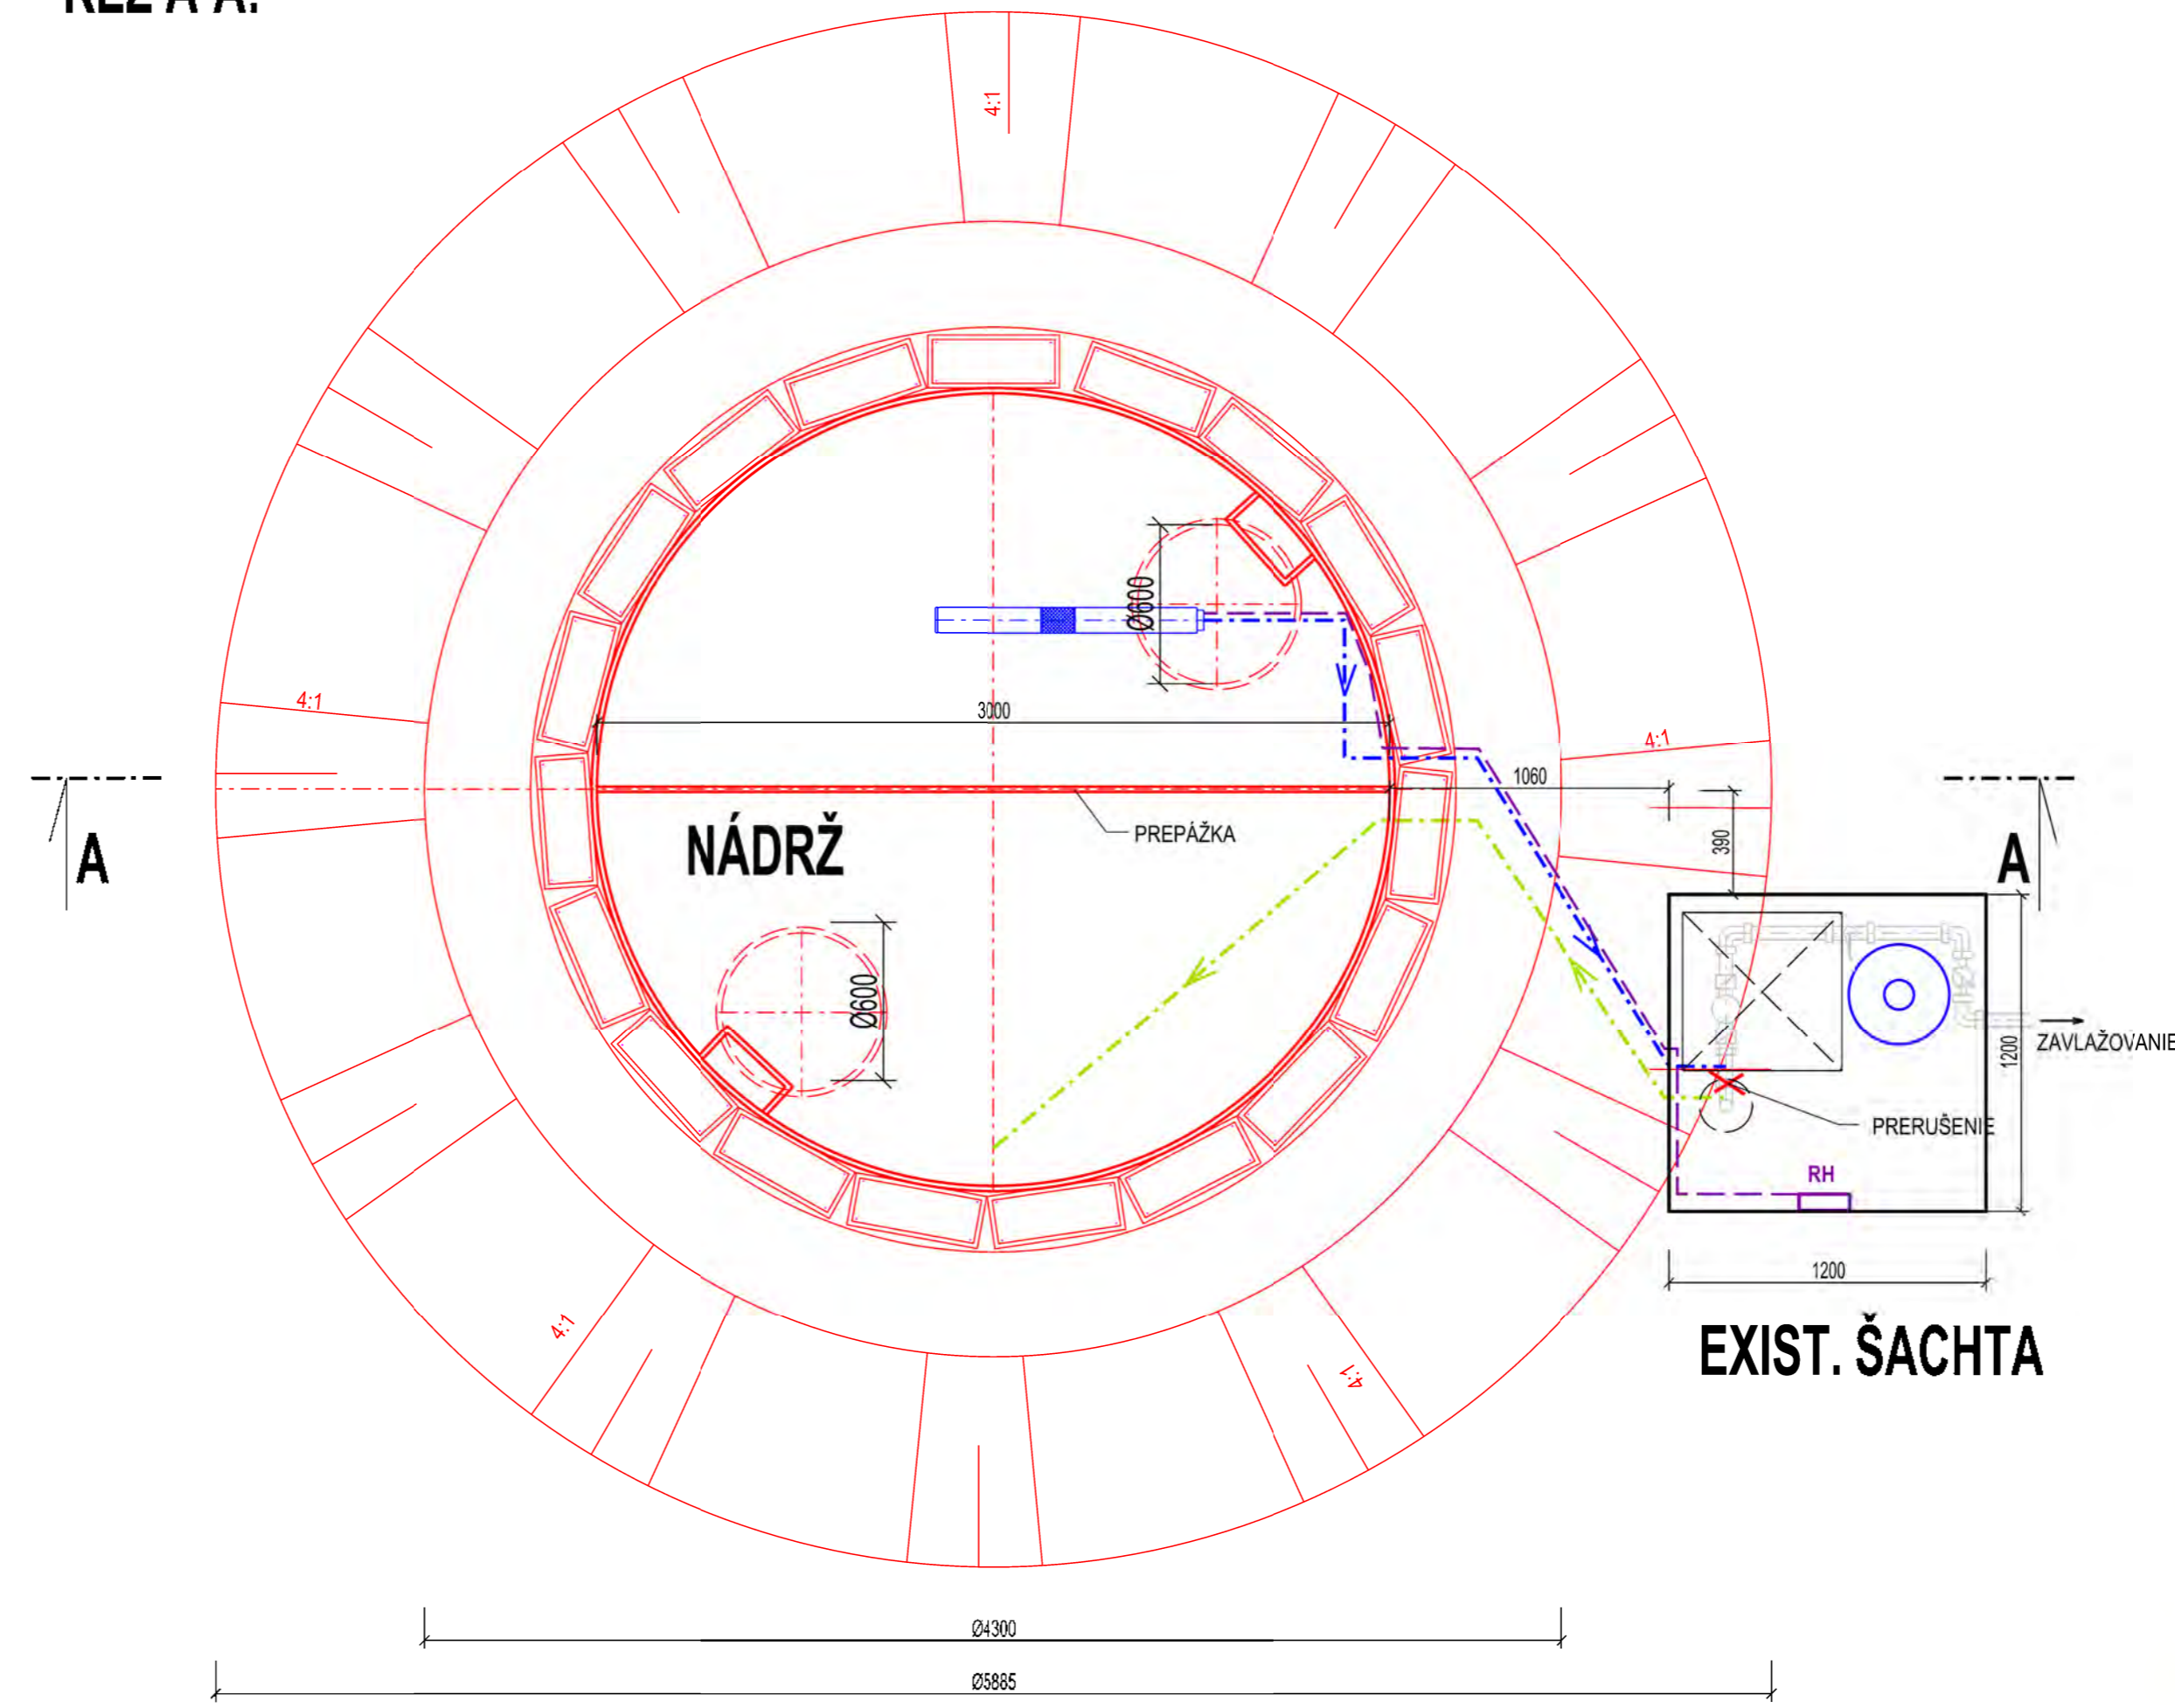 REZ A-A:
4:1
Ø600
4:1
3000
4:1
1060
A
NÁDRŽ
PREPÁŽKA
390
A
Ø600
1200
ZAVLAŽOVANIE
PRERUŠENIE
RH
1200
4:1
4:1
EXIST. ŠACHTA
Ø4300
Ø5885